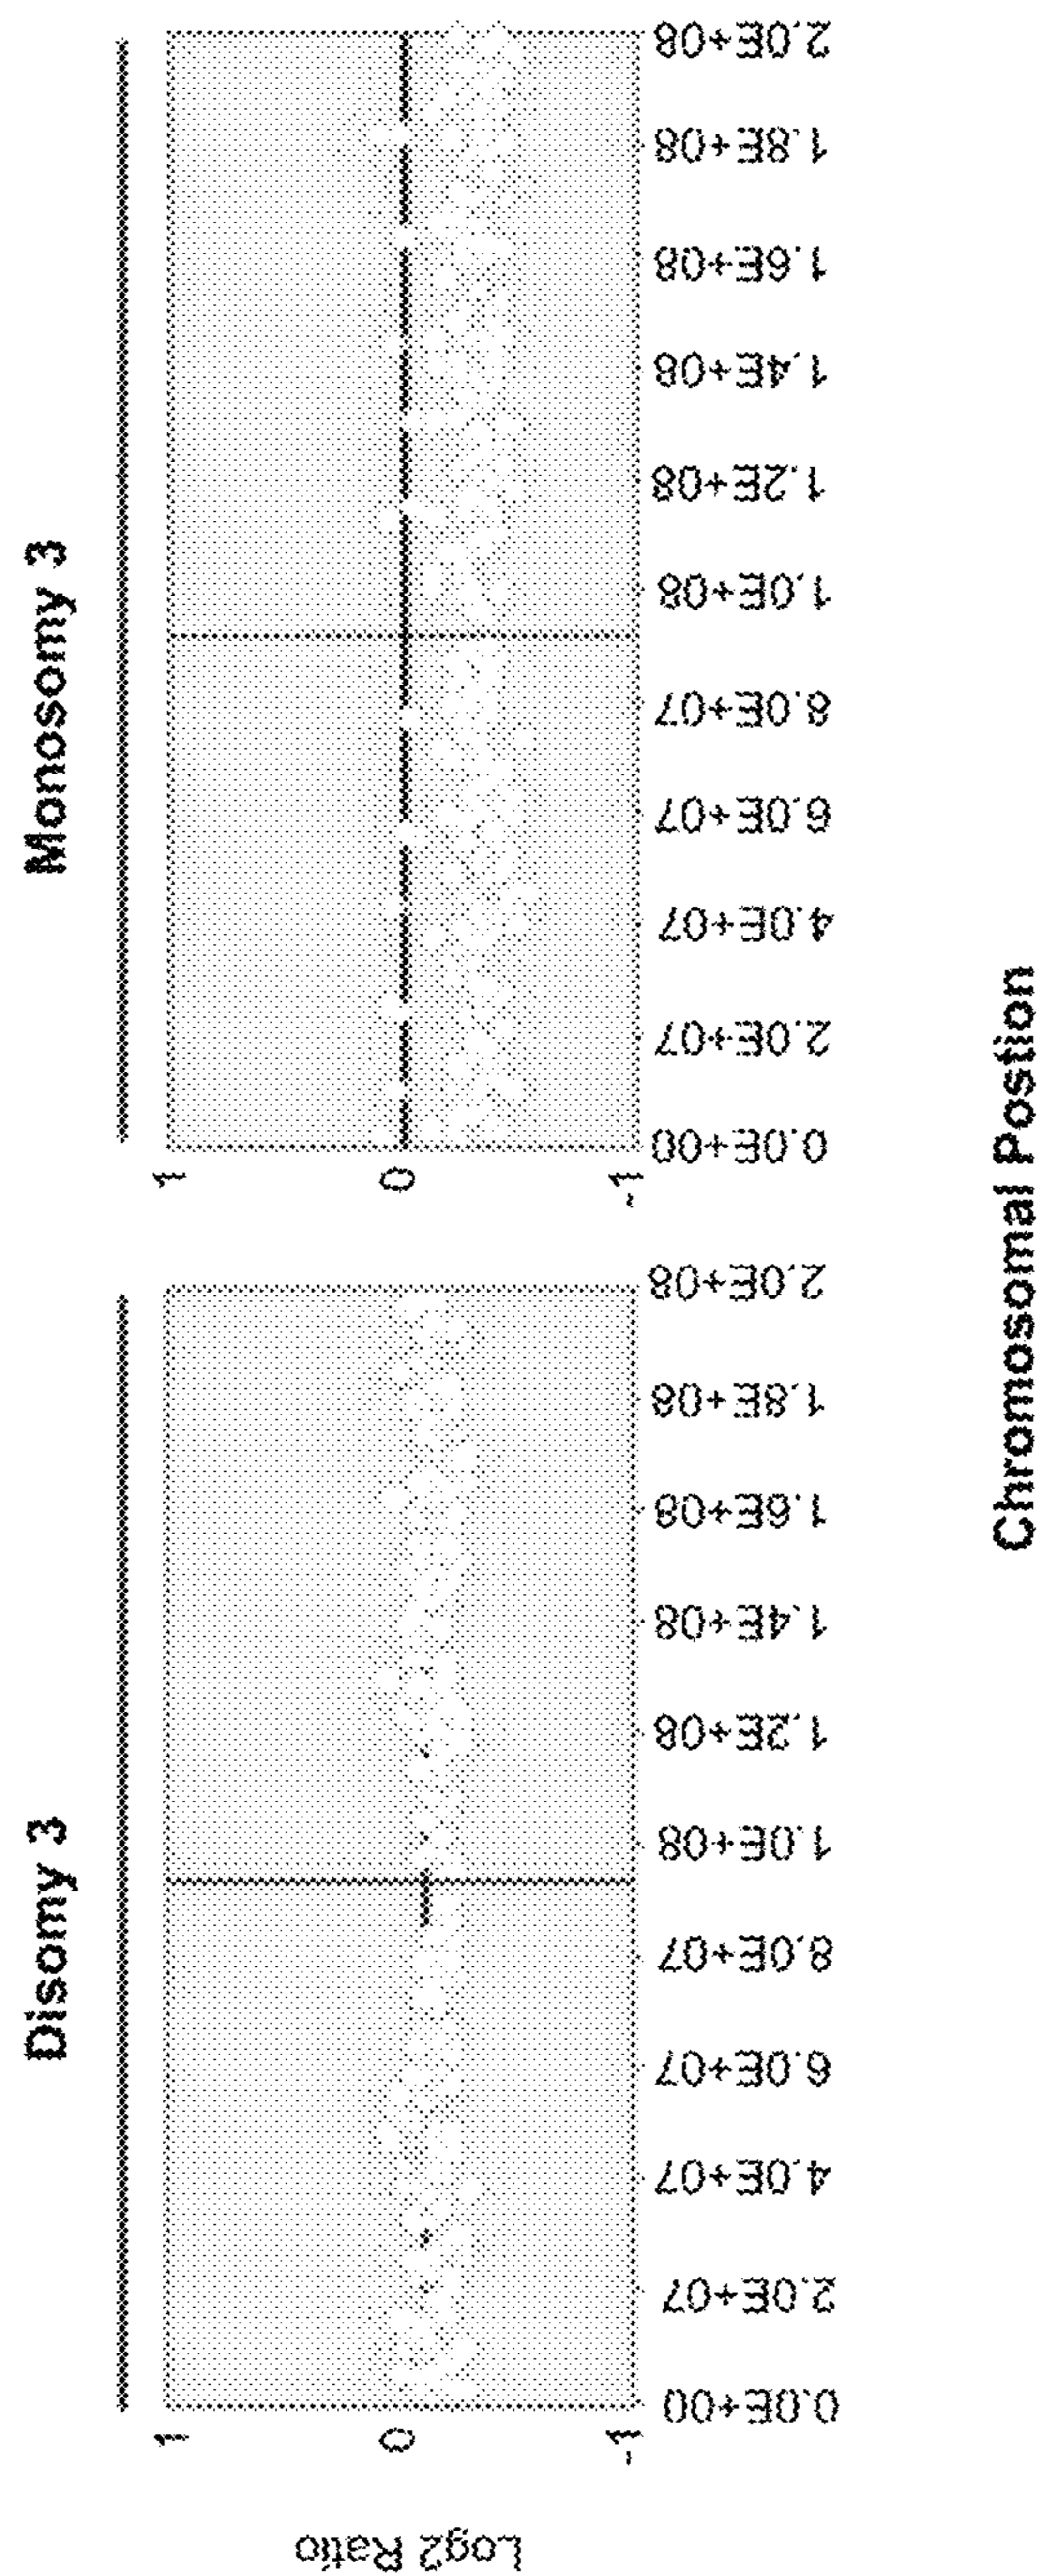 Disomy 3
Monosomy 3
Log2 Ratio
1
0
-1
0.0E+00
2.0E+07
4.0E+07
6.0E+07
8.0E+07
1.0E+08
1.2E+08
1.4E+08
1.6E+08
1.8E+08
2.0E+08
1
0
-1
0.0E+00
2.0E+07
4.0E+07
6.0E+07
8.0E+07
1.0E+08
1.2E+08
1.4E+08
1.6E+08
1.8E+08
2.0E+08
Chromosomal Postion